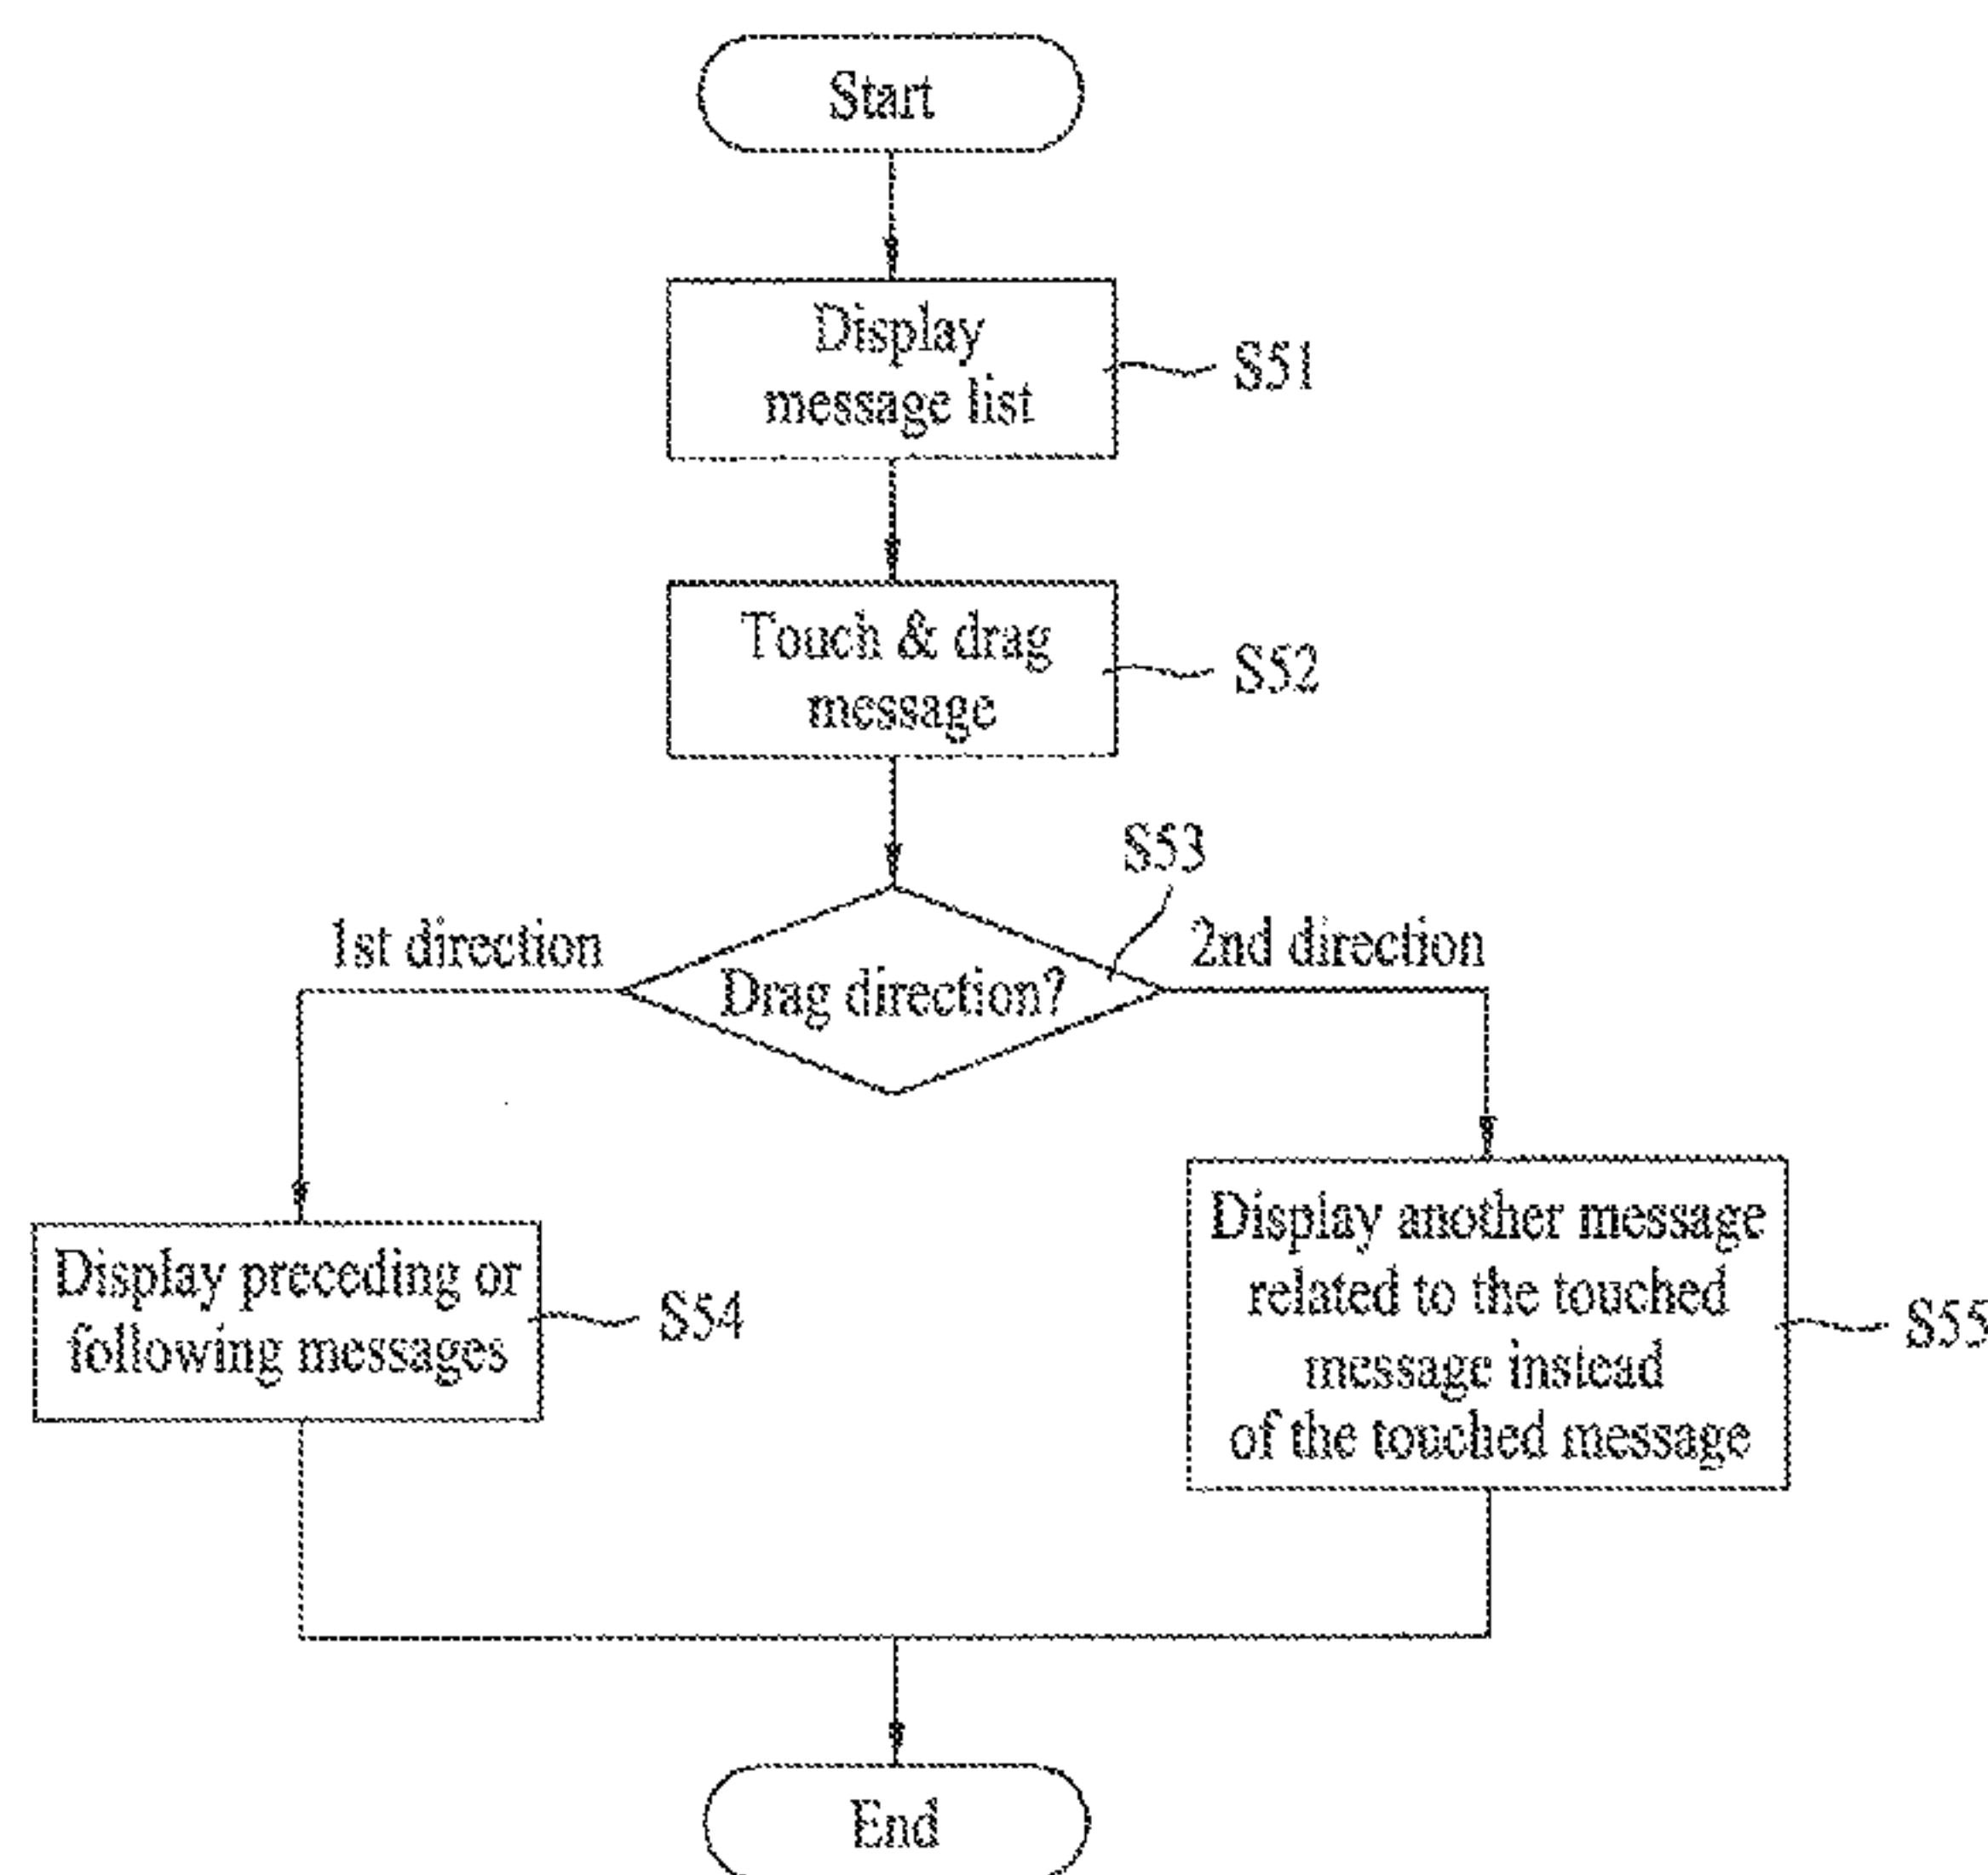 Start
Display
message list
S51
Touch & drag
message
S52
S53
1st direction
Drag direction?
2nd direction
Display preceding or
following messages
S54
Display another message
related to the touched
message instead
of the touched message
S55
End